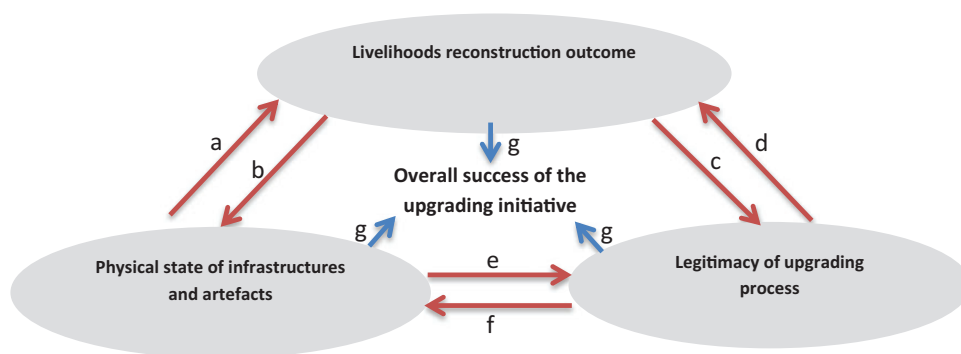 Livelihoods reconstruction outcome
a
b
g
c
d
Overall success of the
upgrading initiative
g
g
Physical state of infrastructures
and artefacts
e
Legitimacy of upgrading
process
f